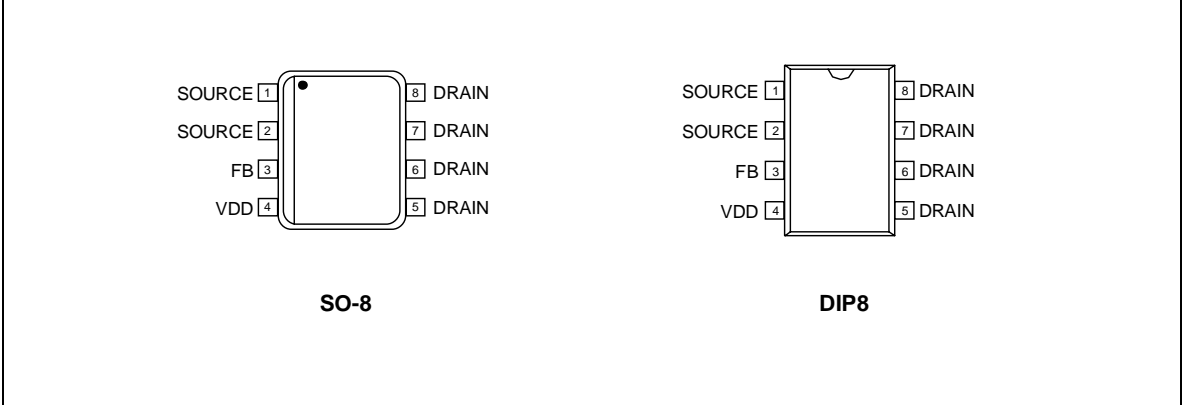 SOURCE 1 8 DRAIN
SOURCE 2 7 DRAIN
FB 3 6 DRAIN
VDD 4 5 DRAIN
SO-8
SOURCE 1 8 DRAIN
SOURCE 2 7 DRAIN
FB 3 6 DRAIN
VDD 4 5 DRAIN
DIP8